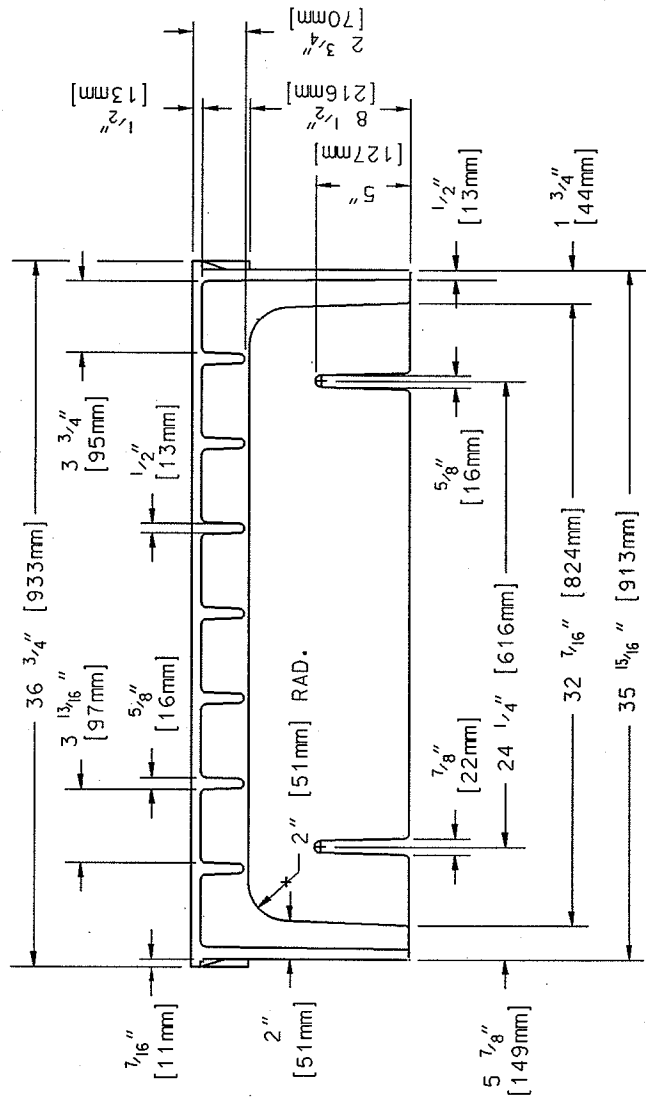 36 3/4" [933mm]
3 13/16"
[97mm]
3 3/4"
[95mm]
5/8"
[16mm]
1/2"
[13mm]
7/16"
[11mm]
1/2"
[13mm]
2 3/4"
[70mm]
8 1/2"
[216mm]
5"
[127mm]
2" [51mm] RAD.
2"
[51mm]
7/8"
[22mm]
5/8"
[16mm]
1/2"
[13mm]
24 1/4" [616mm]
1 3/4"
[44mm]
32 7/16" [824mm]
5 7/8"
[149mm]
35 15/16" [913mm]